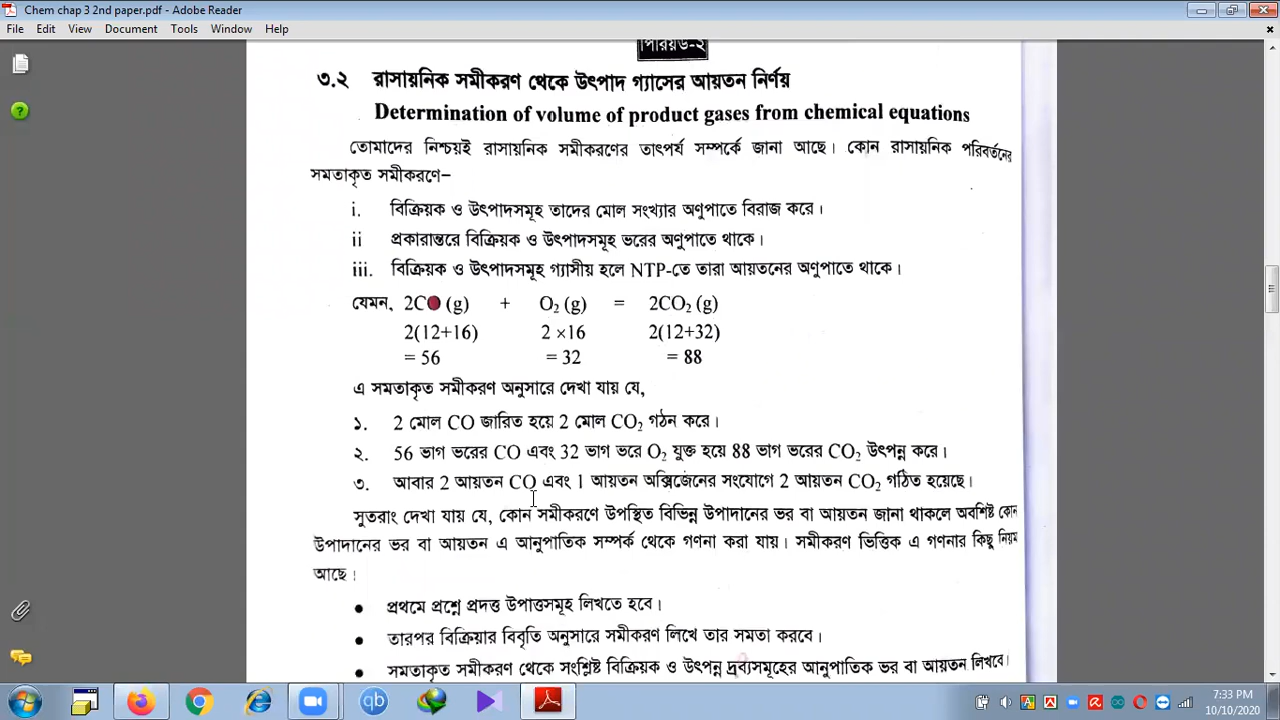 Chem chap 3 2nd paper.pdf - Adobe Reader
File Edit View Document Tools Window Help
পিরিয়ড-২
৩.২ রাসায়নিক সমীকরণ থেকে উৎপাদ গ্যাসের আয়তন নির্ণয়
Determination of volume of product gases from chemical equations
তোমাদের নিশ্চয়ই রাসায়নিক সমীকরণের তাৎপর্য সম্পর্কে জানা আছে। কোন রাসায়নিক পরিবর্তনের
সমতাকৃত সমীকরণে–
i. বিক্রিয়ক ও উৎপাদসমূহ তাদের মোল সংখ্যার অণুপাতে বিরাজ করে।
ii প্রকারান্তরে বিক্রিয়ক ও উৎপাদসমূহ ভরের অণুপাতে থাকে।
iii. বিক্রিয়ক ও উৎপাদসমূহ গ্যাসীয় হলে NTP-তে তারা আয়তনের অণুপাতে থাকে।
যেমন, 2C (g) + O₂ (g) = 2CO₂ (g)
2(12+16) 2 ×16 2(12+32)
= 56 = 32 = 88
এ সমতাকৃত সমীকরণ অনুসারে দেখা যায় যে,
১. 2 মোল CO জারিত হয়ে 2 মোল CO₂ গঠন করে।
২. 56 ভাগ ভরের CO এবং 32 ভাগ ভরে O₂ যুক্ত হয়ে 88 ভাগ ভরের CO₂ উৎপন্ন করে।
৩. আবার 2 আয়তন CO এবং 1 আয়তন অক্সিজেনের সংযোগে 2 আয়তন CO₂ গঠিত হয়েছে।
সুতরাং দেখা যায় যে, কোন সমীকরণে উপস্থিত বিভিন্ন উপাদানের ভর বা আয়তন জানা থাকলে অবশিষ্ট কোন
উপাদানের ভর বা আয়তন এ আনুপাতিক সম্পর্ক থেকে গণনা করা যায়। সমীকরণ ভিত্তিক এ গণনার কিছু নিয়ম
আছে।
● প্রথমে প্রশ্নে প্রদত্ত উপাত্তসমূহ লিখতে হবে।
● তারপর বিক্রিয়ার বিবৃতি অনুসারে সমীকরণ লিখে তার সমতা করবে।
● সমতাকৃত সমীকরণ থেকে সংশ্লিষ্ট বিক্রিয়ক ও উৎপন্ন দ্রব্যসমূহের আনুপাতিক ভর বা আয়তন লিখবে।
7:33 PM
10/10/2020